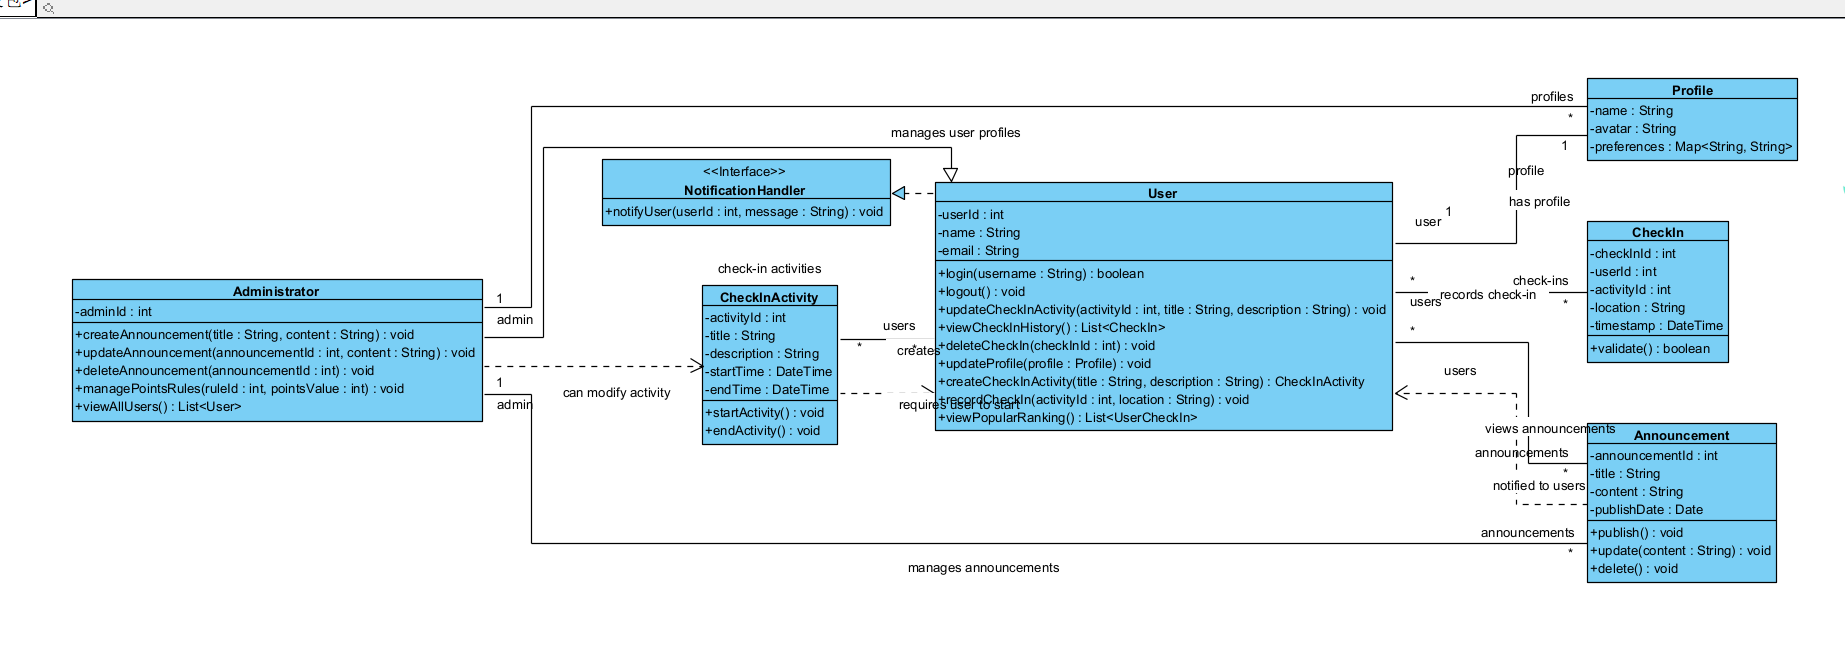 profiles
*
manages user profiles
Profile
-name : String
-avatar : String
-preferences : Map<String, String>
1
profile
has profile
user
1
<<Interface>>
NotificationHandler
+notifyUser(userId : int, message : String) : void
User
-userId : int
-name : String
-email : String
+login(username : String) : boolean
+logout() : void
+updateCheckInActivity(activityId : int, title : String, description : String) : void
+viewCheckInHistory() : List<CheckIn>
+deleteCheckIn(checkInId : int) : void
+updateProfile(profile : Profile) : void
+createCheckInActivity(title : String, description : String) : CheckInActivity
+recordCheckIn(activityId : int, location : String) : void
+viewPopularRanking() : List<UserCheckIn>
CheckIn
-checkInId : int
-userId : int
-activityId : int
-location : String
-timestamp : DateTime
+validate() : boolean
*
check-ins
users
records check-in
*
*
Administrator
-adminId : int
+createAnnouncement(title : String, content : String) : void
+updateAnnouncement(announcementId : int, content : String) : void
+deleteAnnouncement(announcementId : int) : void
+managePointsRules(ruleId : int, pointsValue : int) : void
+viewAllUsers() : List<User>
1
admin
1
admin
can modify activity
check-in activities
CheckInActivity
-activityId : int
-title : String
-description : String
-startTime : DateTime
-endTime : DateTime
+startActivity() : void
+endActivity() : void
users
*
*
creates
requires user to start
users
views announcements
announcements
*
notified to users
Announcement
-announcementId : int
-title : String
-content : String
-publishDate : Date
+publish() : void
+update(content : String) : void
+delete() : void
announcements
*
manages announcements